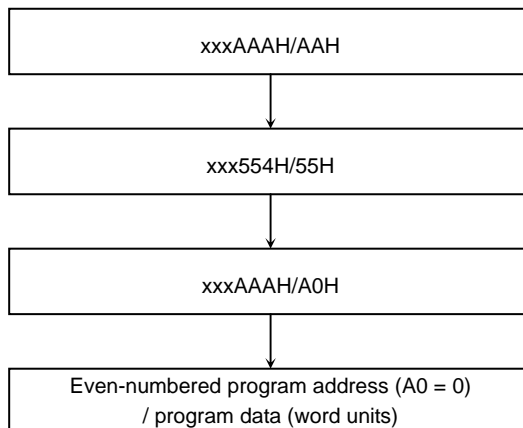 xxxAAAH/AAH
xxx554H/55H
xxxAAAH/A0H
Even-numbered program address (A0 = 0)
/ program data (word units)